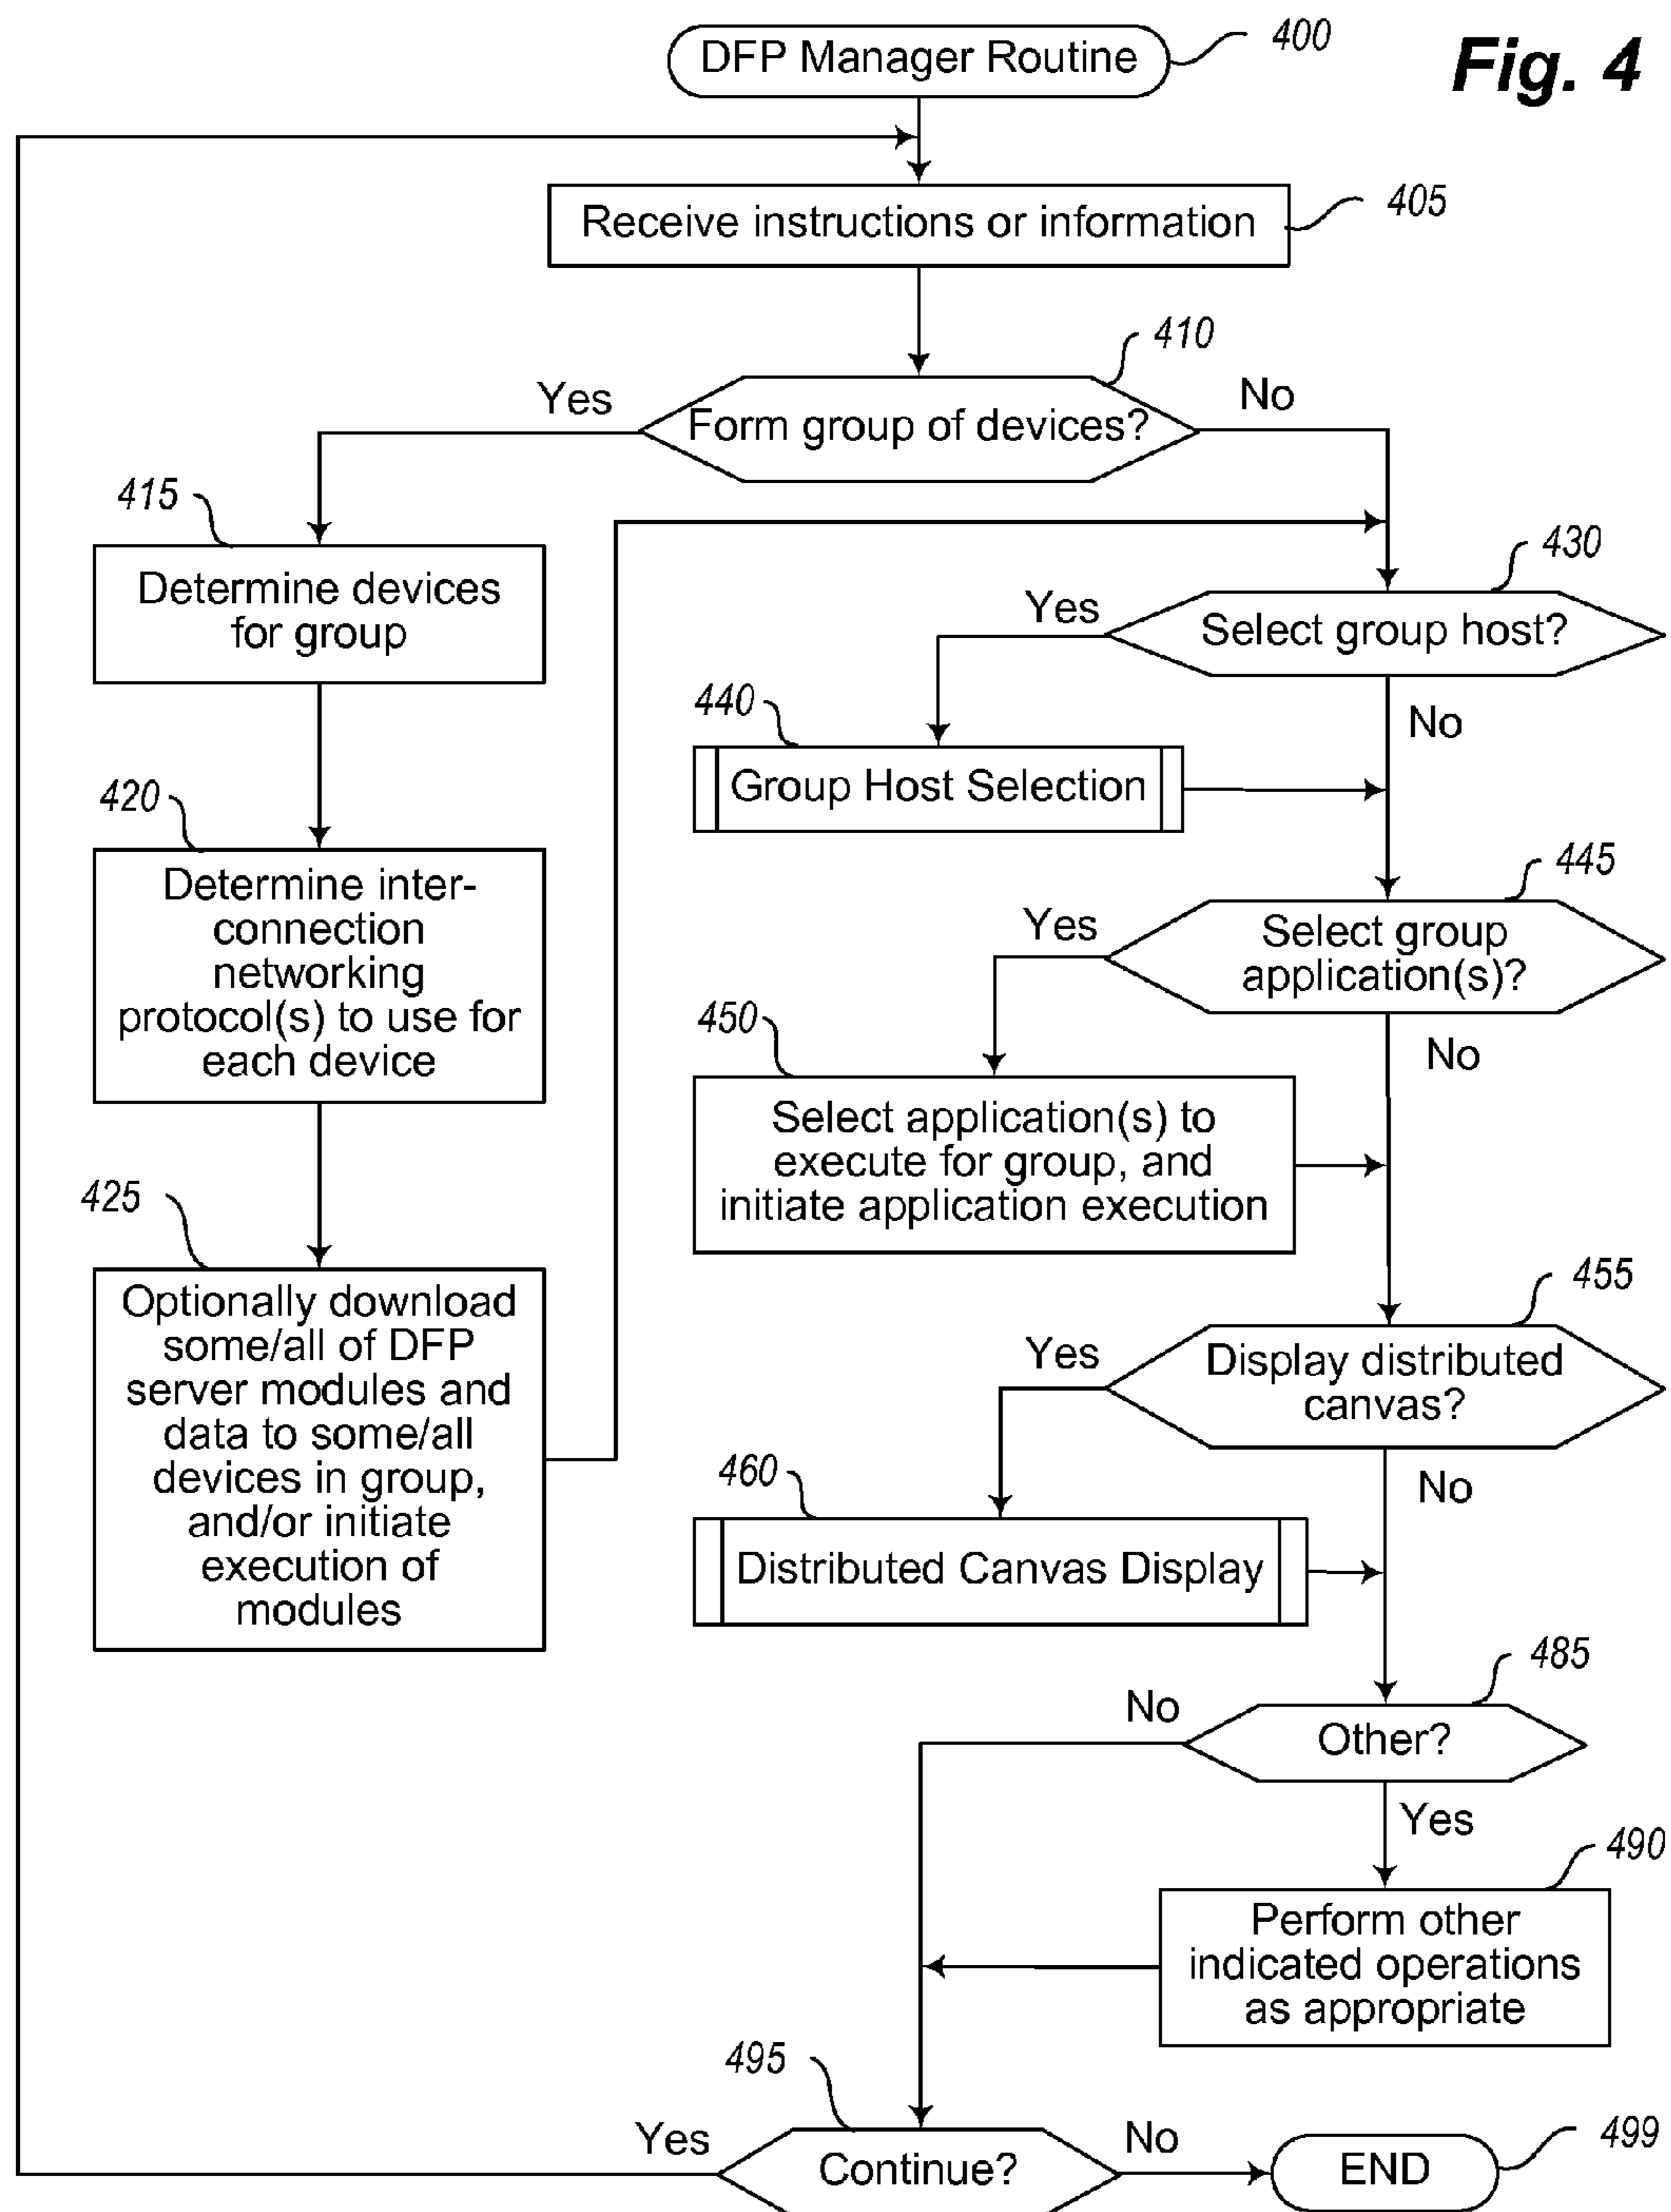 DFP Manager Routine
400
Fig. 4
Receive instructions or information
405
410
Yes
Form group of devices?
No
415
Determine devices
for group
430
Yes
Select group host?
No
440
Group Host Selection
420
Determine inter-
connection
networking
protocol(s) to use for
each device
445
Yes
Select group
application(s)?
No
450
Select application(s) to
execute for group, and
initiate application execution
425
Optionally download
some/all of DFP
server modules and
data to some/all
devices in group,
and/or initiate
execution of
modules
455
Yes
Display distributed
canvas?
No
460
Distributed Canvas Display
485
No
Other?
Yes
490
Perform other
indicated operations
as appropriate
495
Yes
Continue?
No
END
499